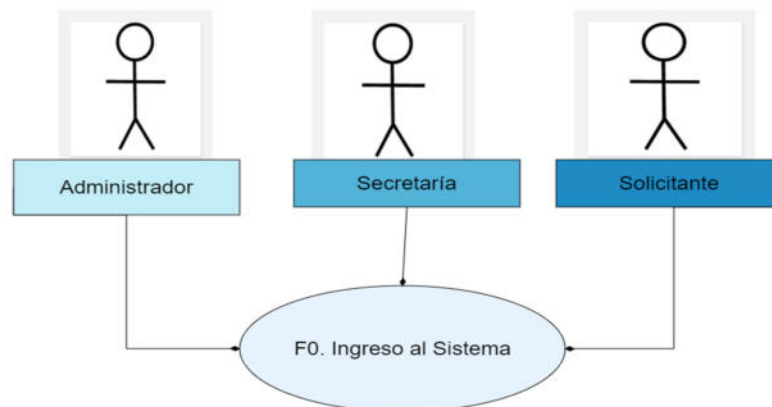 Administrador
Secretaría
Solicitante
F0. Ingreso al Sistema